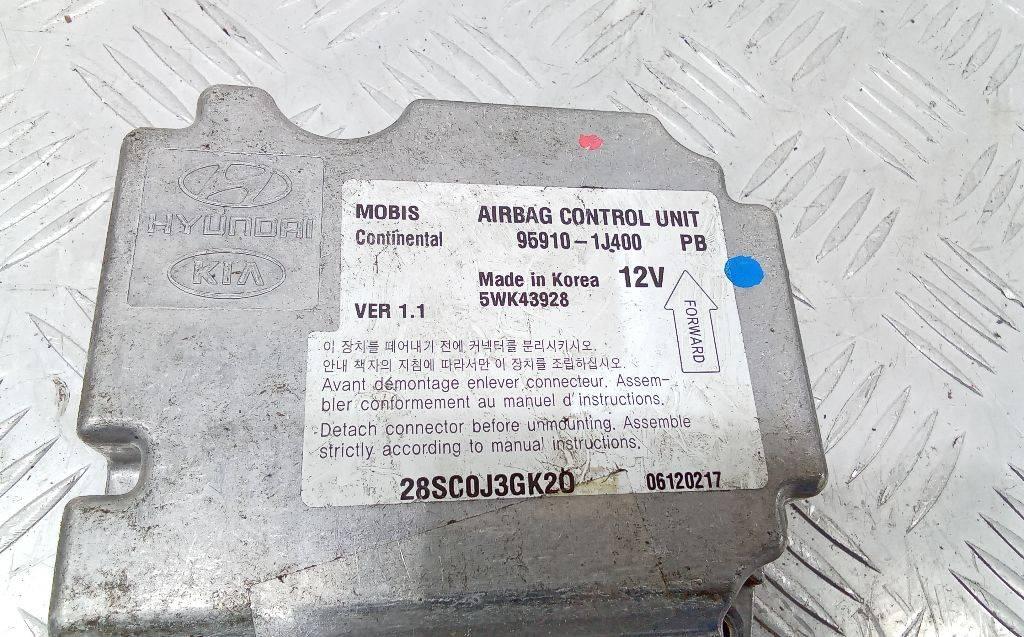 HYUNDAI
KIA
MOBIS AIRBAG CONTROL UNIT
Continental 95910-1J400 PB
Made in Korea 12V
5WK43928
VER 1.1
FORWARD
이 장치를 떼어내기 전에 커넥터를 분리시키시오.
안내 책자의 지침에 따라서만 이 장치를 조립하십시오.
Avant démontage enlever connecteur. Assem-
bler conformement au manuel d'instructions.
Detach connector before unmounting. Assemble
strictly according to manual instructions.
28SC0J3GK2O 06120217